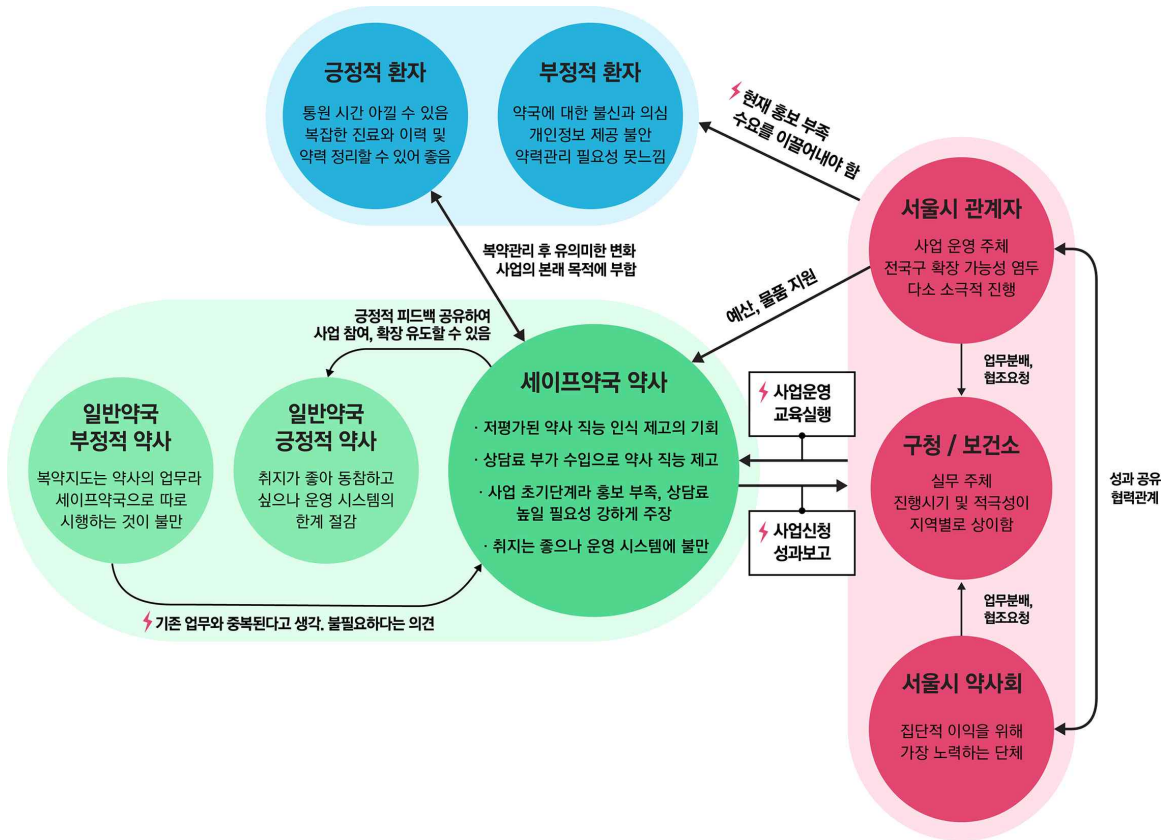 긍정적 환자
통원 시간 아낄 수 있음
복잡한 진료와 이력 및
약력 정리할 수 있어 좋음
부정적 환자
약국에 대한 불신과 의심
개인정보 제공 불안
약력관리 필요성 못느낌
현재 홍보 부족
수요를 이끌어내야 함
서울시 관계자
사업 운영 주체
전국구 확장 가능성 염두
다소 소극적 진행
복약관리 후 유의미한 변화
사업의 본래 목적에 부합
예산, 물품 지원
긍정적 피드백 공유하여
사업 참여, 확장 유도할 수 있음
업무분배,
협조요청
세이프약국 약사
· 저평가된 약사 직능 인식 제고의 기회
· 상담료 부가 수입으로 약사 직능 제고
· 사업 초기단계라 홍보 부족, 상담료
높일 필요성 강하게 주장
· 취지는 좋으나 운영 시스템에 불만
일반약국
부정적 약사
복약지도는 약사의 업무라
세이프약국으로 따로
시행하는 것이 불만
일반약국
긍정적 약사
취지가 좋아 동참하고
싶으나 운영 시스템의
한계 절감
사업운영
교육실행
사업신청
성과보고
구청 / 보건소
실무 주체
진행시기 및 적극성이
지역별로 상이함
성과 공유
협력관계
기존 업무와 중복된다고 생각. 불필요하다는 의견
업무분배,
협조요청
서울시 약사회
집단적 이익을 위해
가장 노력하는 단체